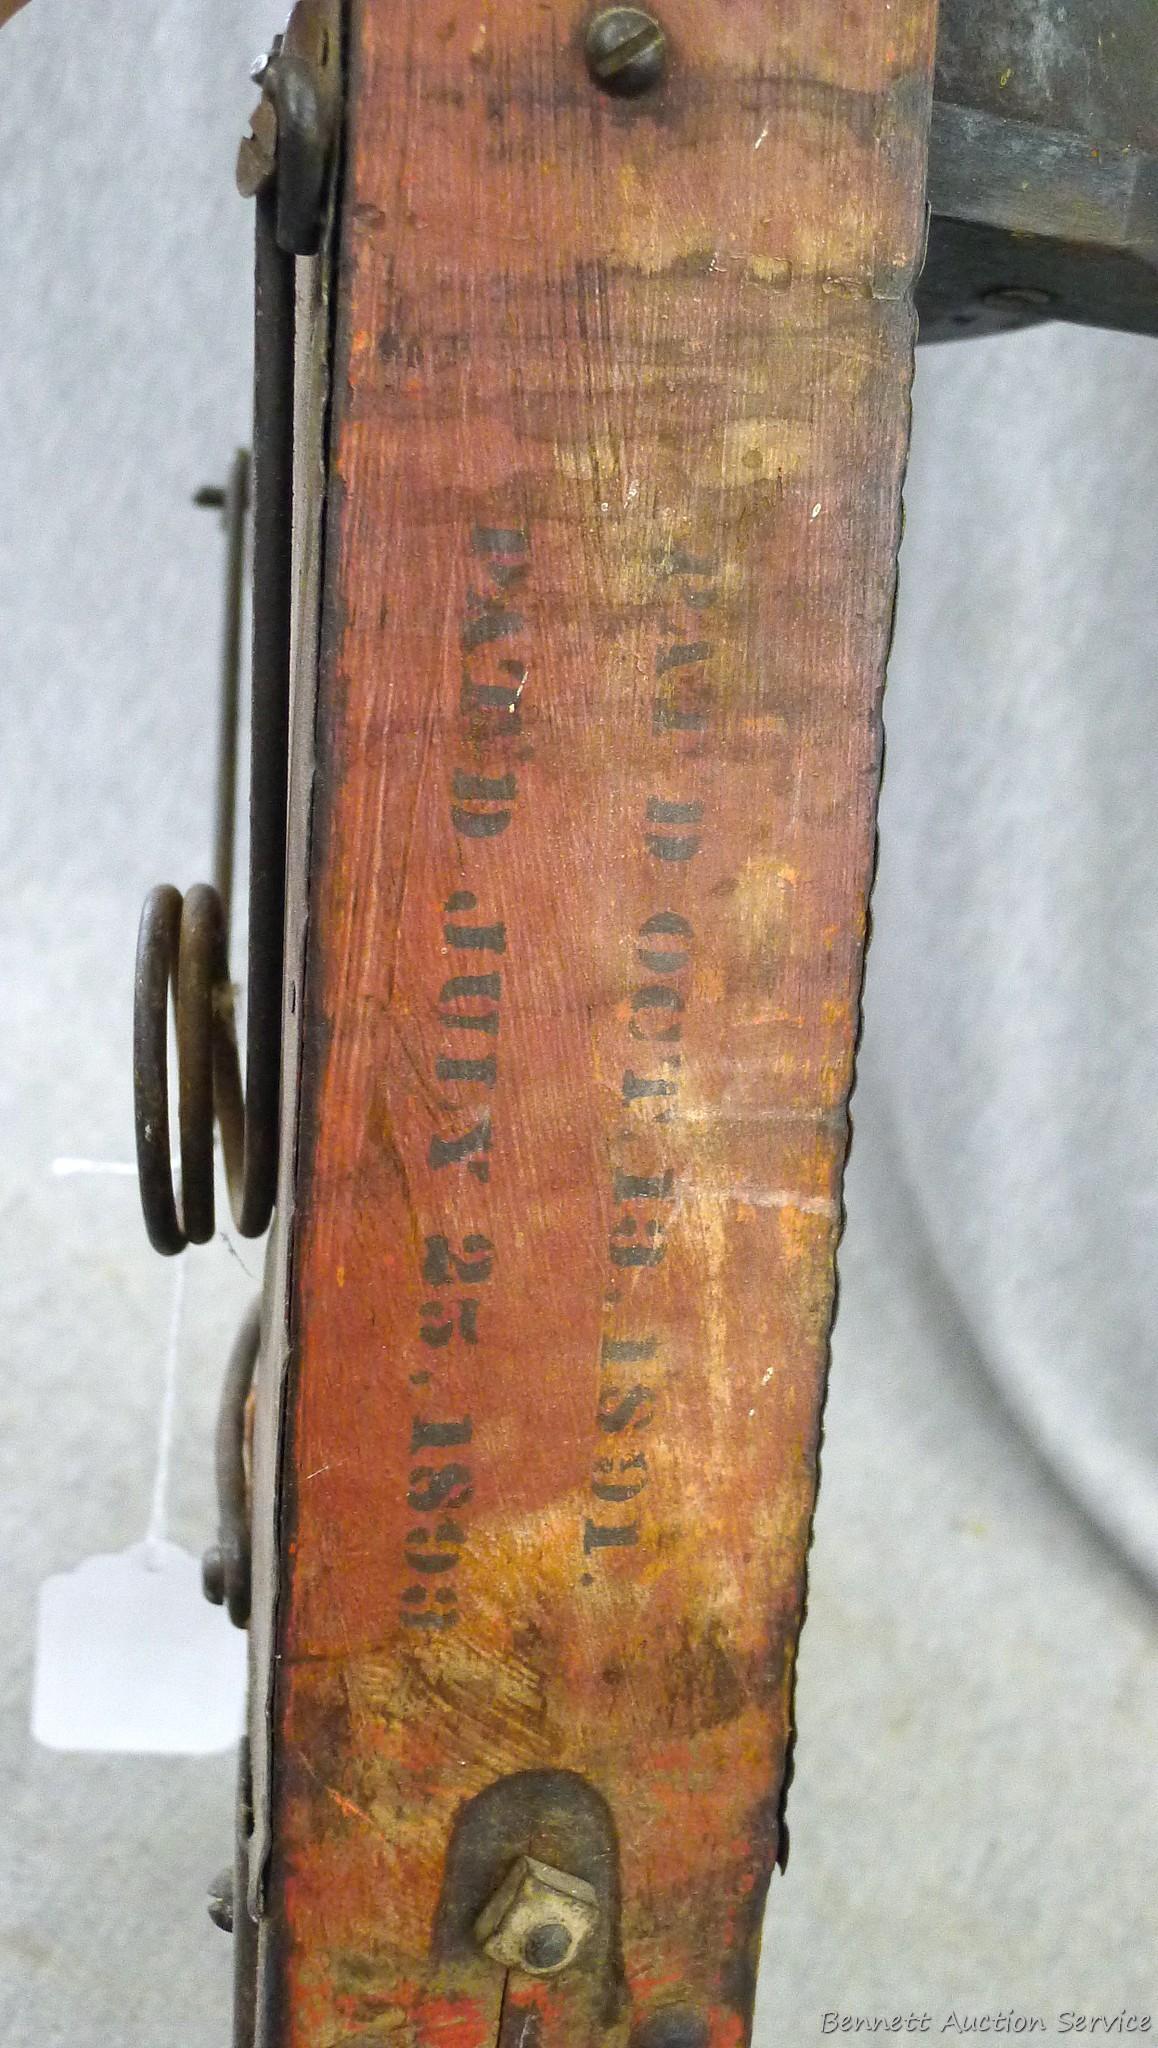 PAT'D OCT. 13. 1891.
PAT'D JULY 25. 1893
Bennett Auction Service